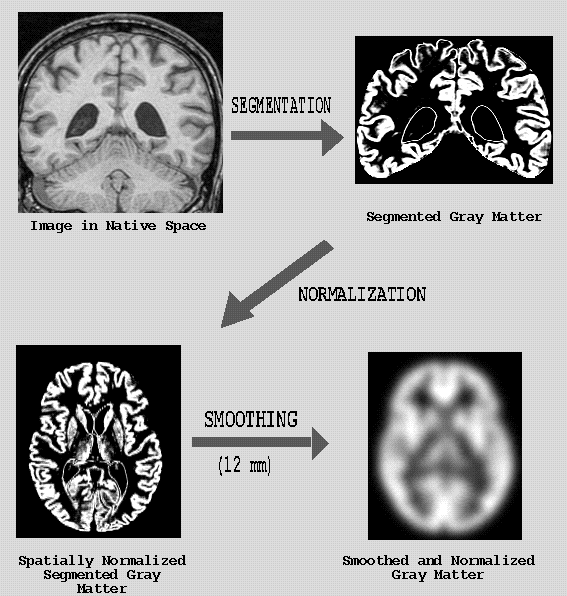 SEGMENTATION
Image in Native Space
Segmented Gray Matter
NORMALIZATION
SMOOTHING
(12 mm)
Spatially Normalized
Segmented Gray
Matter
Smoothed and Normalized
Gray Matter